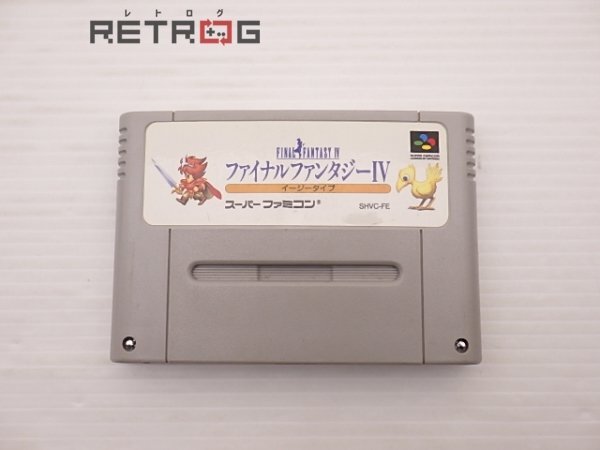 レトログ
RETROG
FINAL FANTASY IV
ファイナルファンタジーIV
イージータイプ
スーパーファミコン®
SHVC-FE